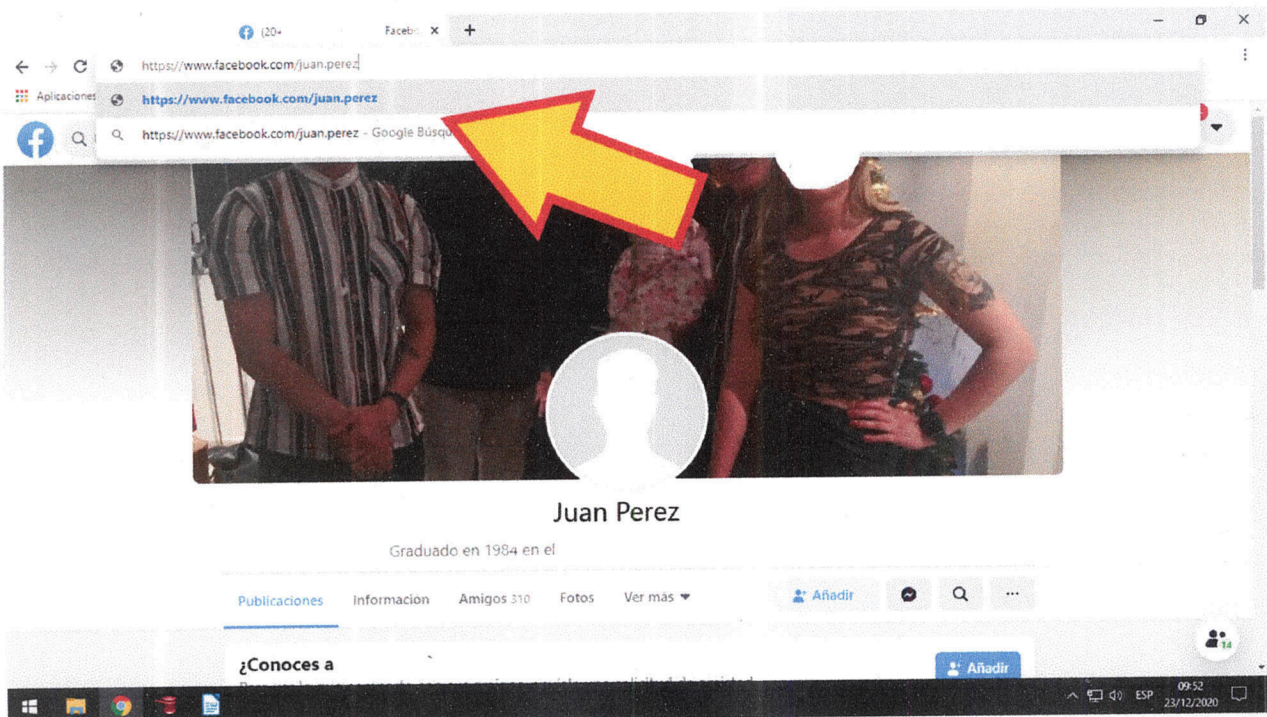 (20+ Faceb
https://www.facebook.com/juan.perez
Aplicaciones
https://www.facebook.com/juan.perez
https://www.facebook.com/juan.perez - Google Búsqu
Juan Perez
Graduado en 1984 en el
Publicaciones Información Amigos 310 Fotos Ver más Añadir
14
¿Conoces a
Añadir
ESP 09:52
23/12/2020